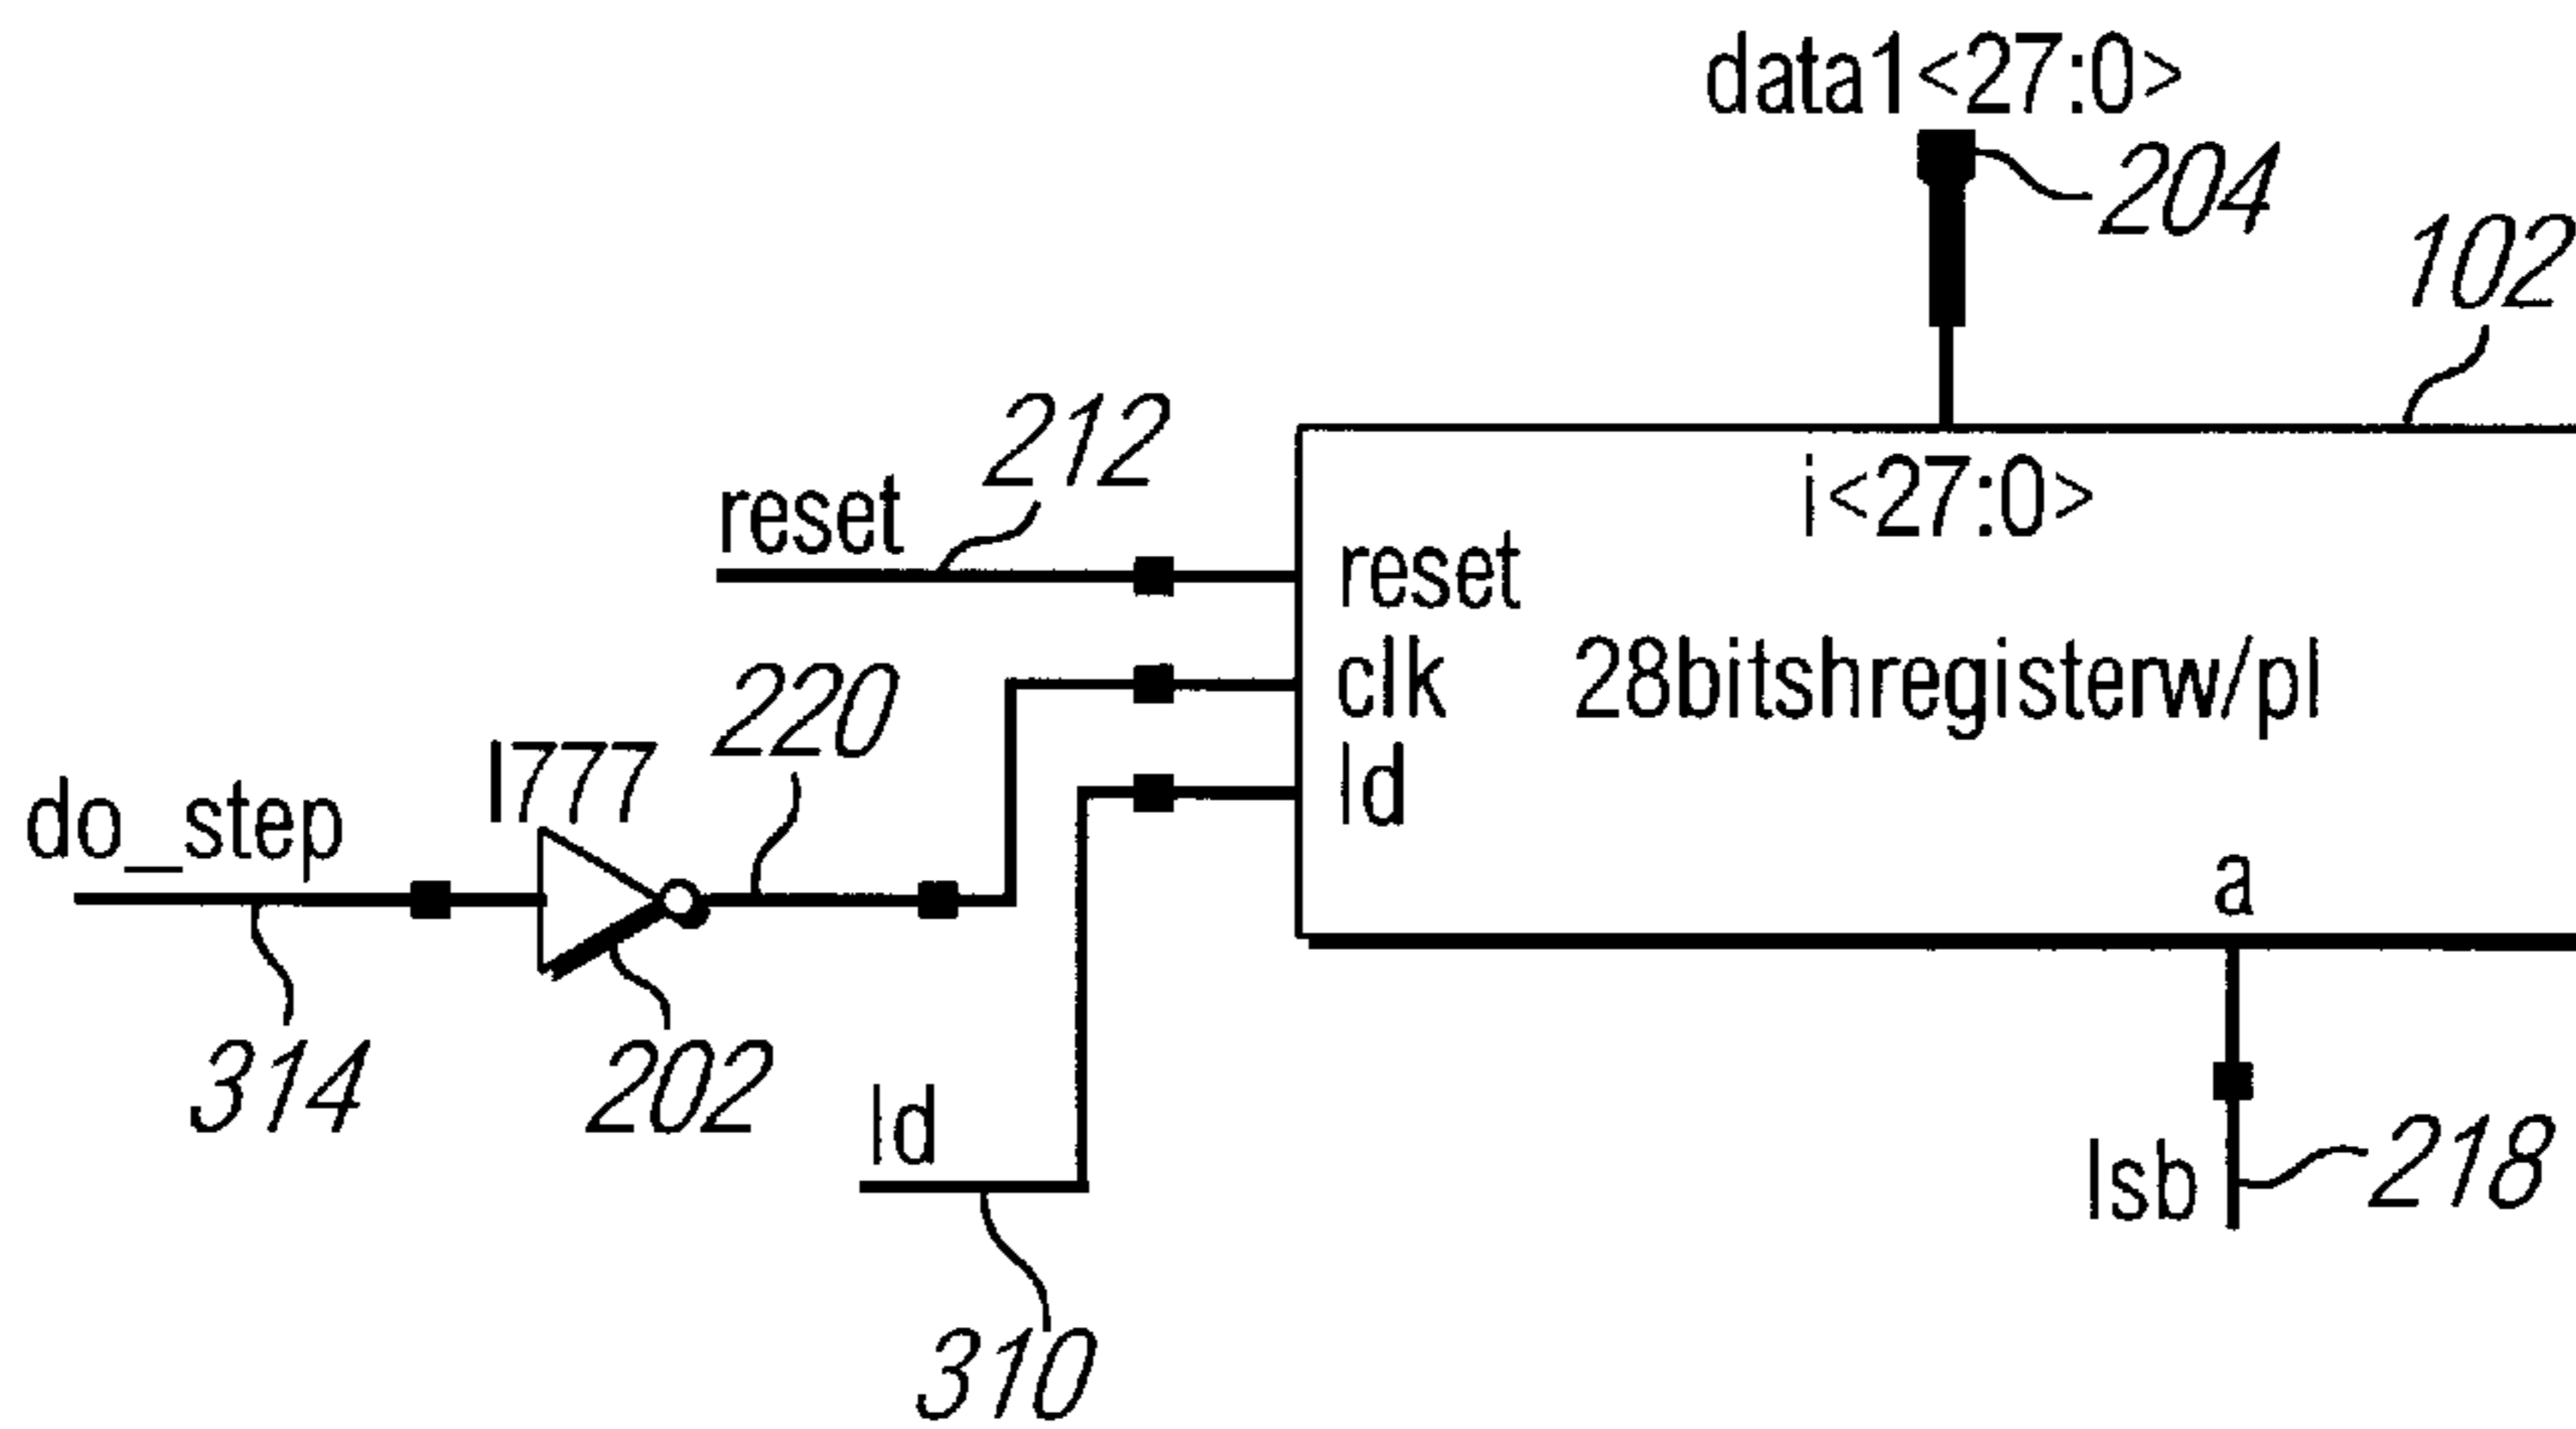 data1<27:0>
204
102
212
reset
i<27:0>
reset
220
clk
28bitshregisterw/pl
I777
ld
do_step
a
314
202
ld
lsb
218
310